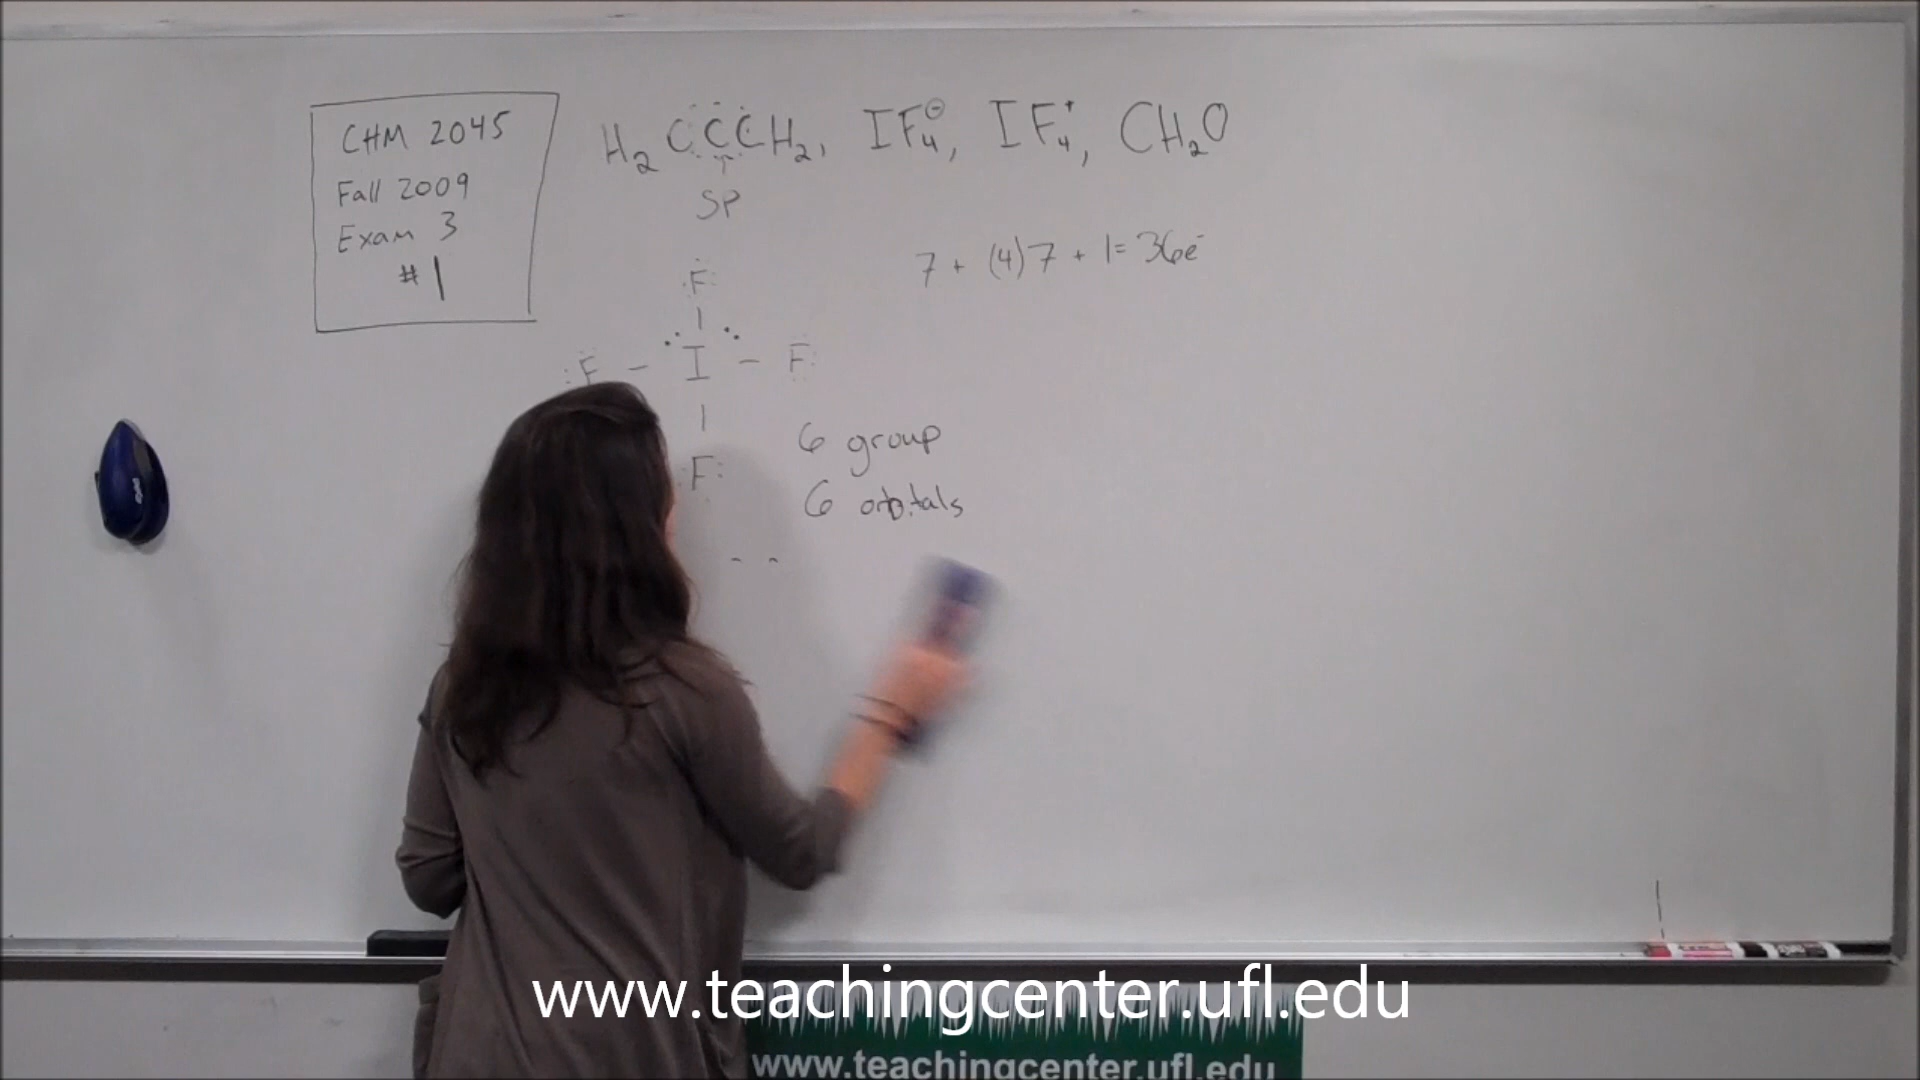 CHM 2045
Fall 2009
Exam 3
# 1
H₂CCCH₂, IF₄⊖, IF₄⁺, CH₂O
SP
7 + (4)7 + 1 = 36e⁻
F
F - I - F
F
6 group
6 orbitals
expo
www.teachingcenter.ufl.edu
www.teachingcenter.ufl.edu